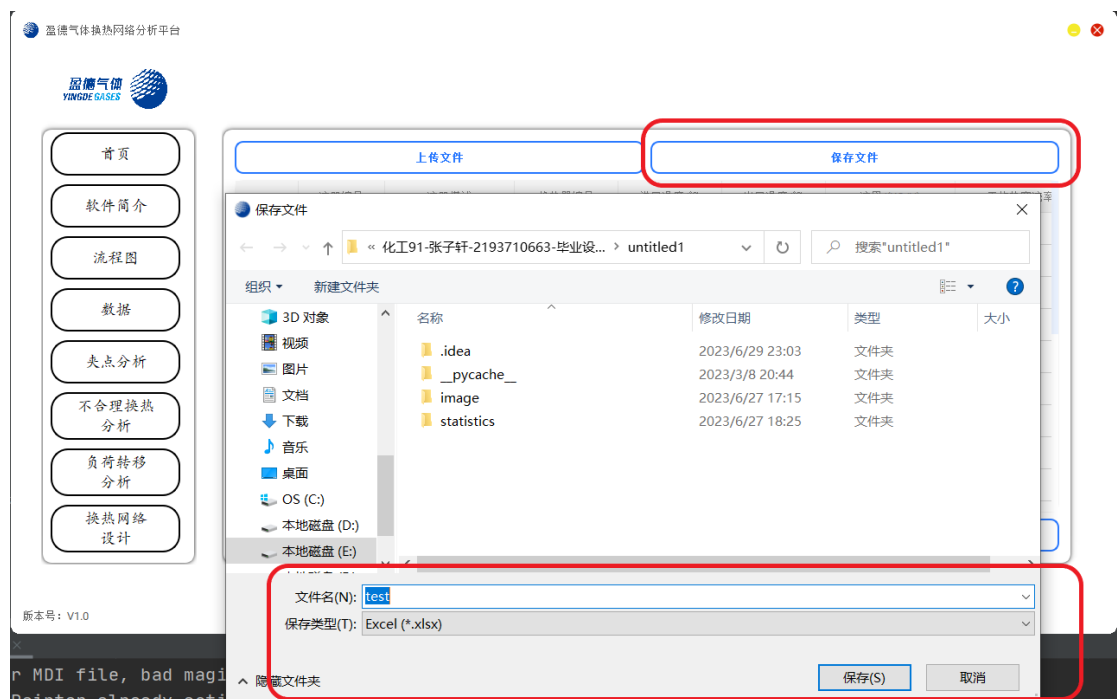 盈德气体换热网络分析平台
盈德气体
YINGDE GASES
首页
软件简介
流程图
数据
夹点分析
不合理换热
分析
负荷转移
分析
换热网络
设计
版本号：V1.0
上传文件
保存文件
保存文件
« 化工91-张子轩-2193710663-毕业设... › untitled1
搜索"untitled1"
组织
新建文件夹
3D 对象
视频
图片
文档
下载
音乐
桌面
OS (C:)
本地磁盘 (D:)
本地磁盘 (E:)
名称 修改日期 类型 大小
.idea 2023/6/29 23:03 文件夹
__pycache__ 2023/3/8 20:44 文件夹
image 2023/6/27 17:15 文件夹
statistics 2023/6/27 18:25 文件夹
文件名(N): test
保存类型(T): Excel (*.xlsx)
隐藏文件夹
保存(S)
取消
r MDI file, bad magi